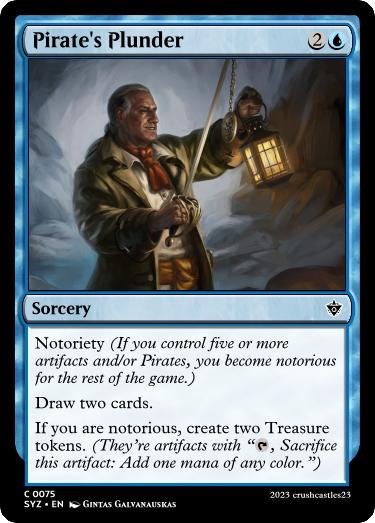 Pirate's Plunder 2
Sorcery
Notoriety (If you control five or more
artifacts and/or Pirates, you become notorious
for the rest of the game.)
Draw two cards.
If you are notorious, create two Treasure
tokens. (They're artifacts with “, Sacrifice
this artifact: Add one mana of any color.”)
C 0075
SYZ • EN Gintas Galvanauskas
2023 crushcastles23